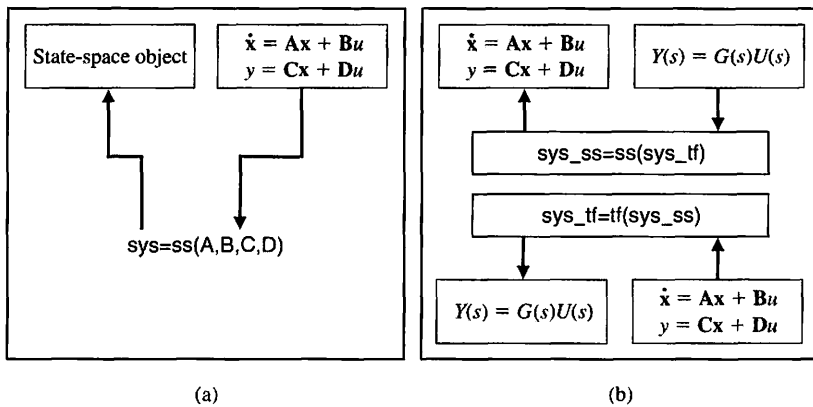 State-space object
ẋ = Ax + Bu
y = Cx + Du
sys=ss(A,B,C,D)
(a)
ẋ = Ax + Bu
y = Cx + Du
Y(s) = G(s)U(s)
sys_ss=ss(sys_tf)
sys_tf=tf(sys_ss)
Y(s) = G(s)U(s)
ẋ = Ax + Bu
y = Cx + Du
(b)